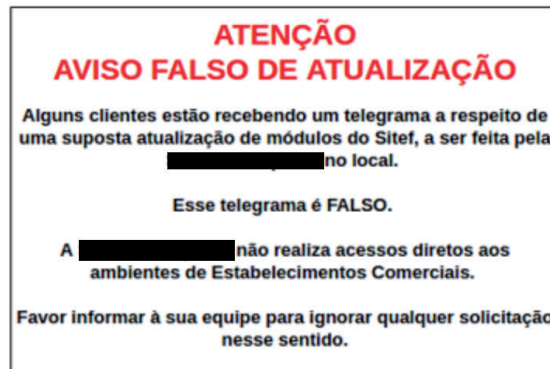 ATENÇÃO
AVISO FALSO DE ATUALIZAÇÃO
Alguns clientes estão recebendo um telegrama a respeito de
uma suposta atualização de módulos do Sitef, a ser feita pela
no local.
Esse telegrama é FALSO.
A não realiza acessos diretos aos
ambientes de Estabelecimentos Comerciais.
Favor informar à sua equipe para ignorar qualquer solicitação
nesse sentido.